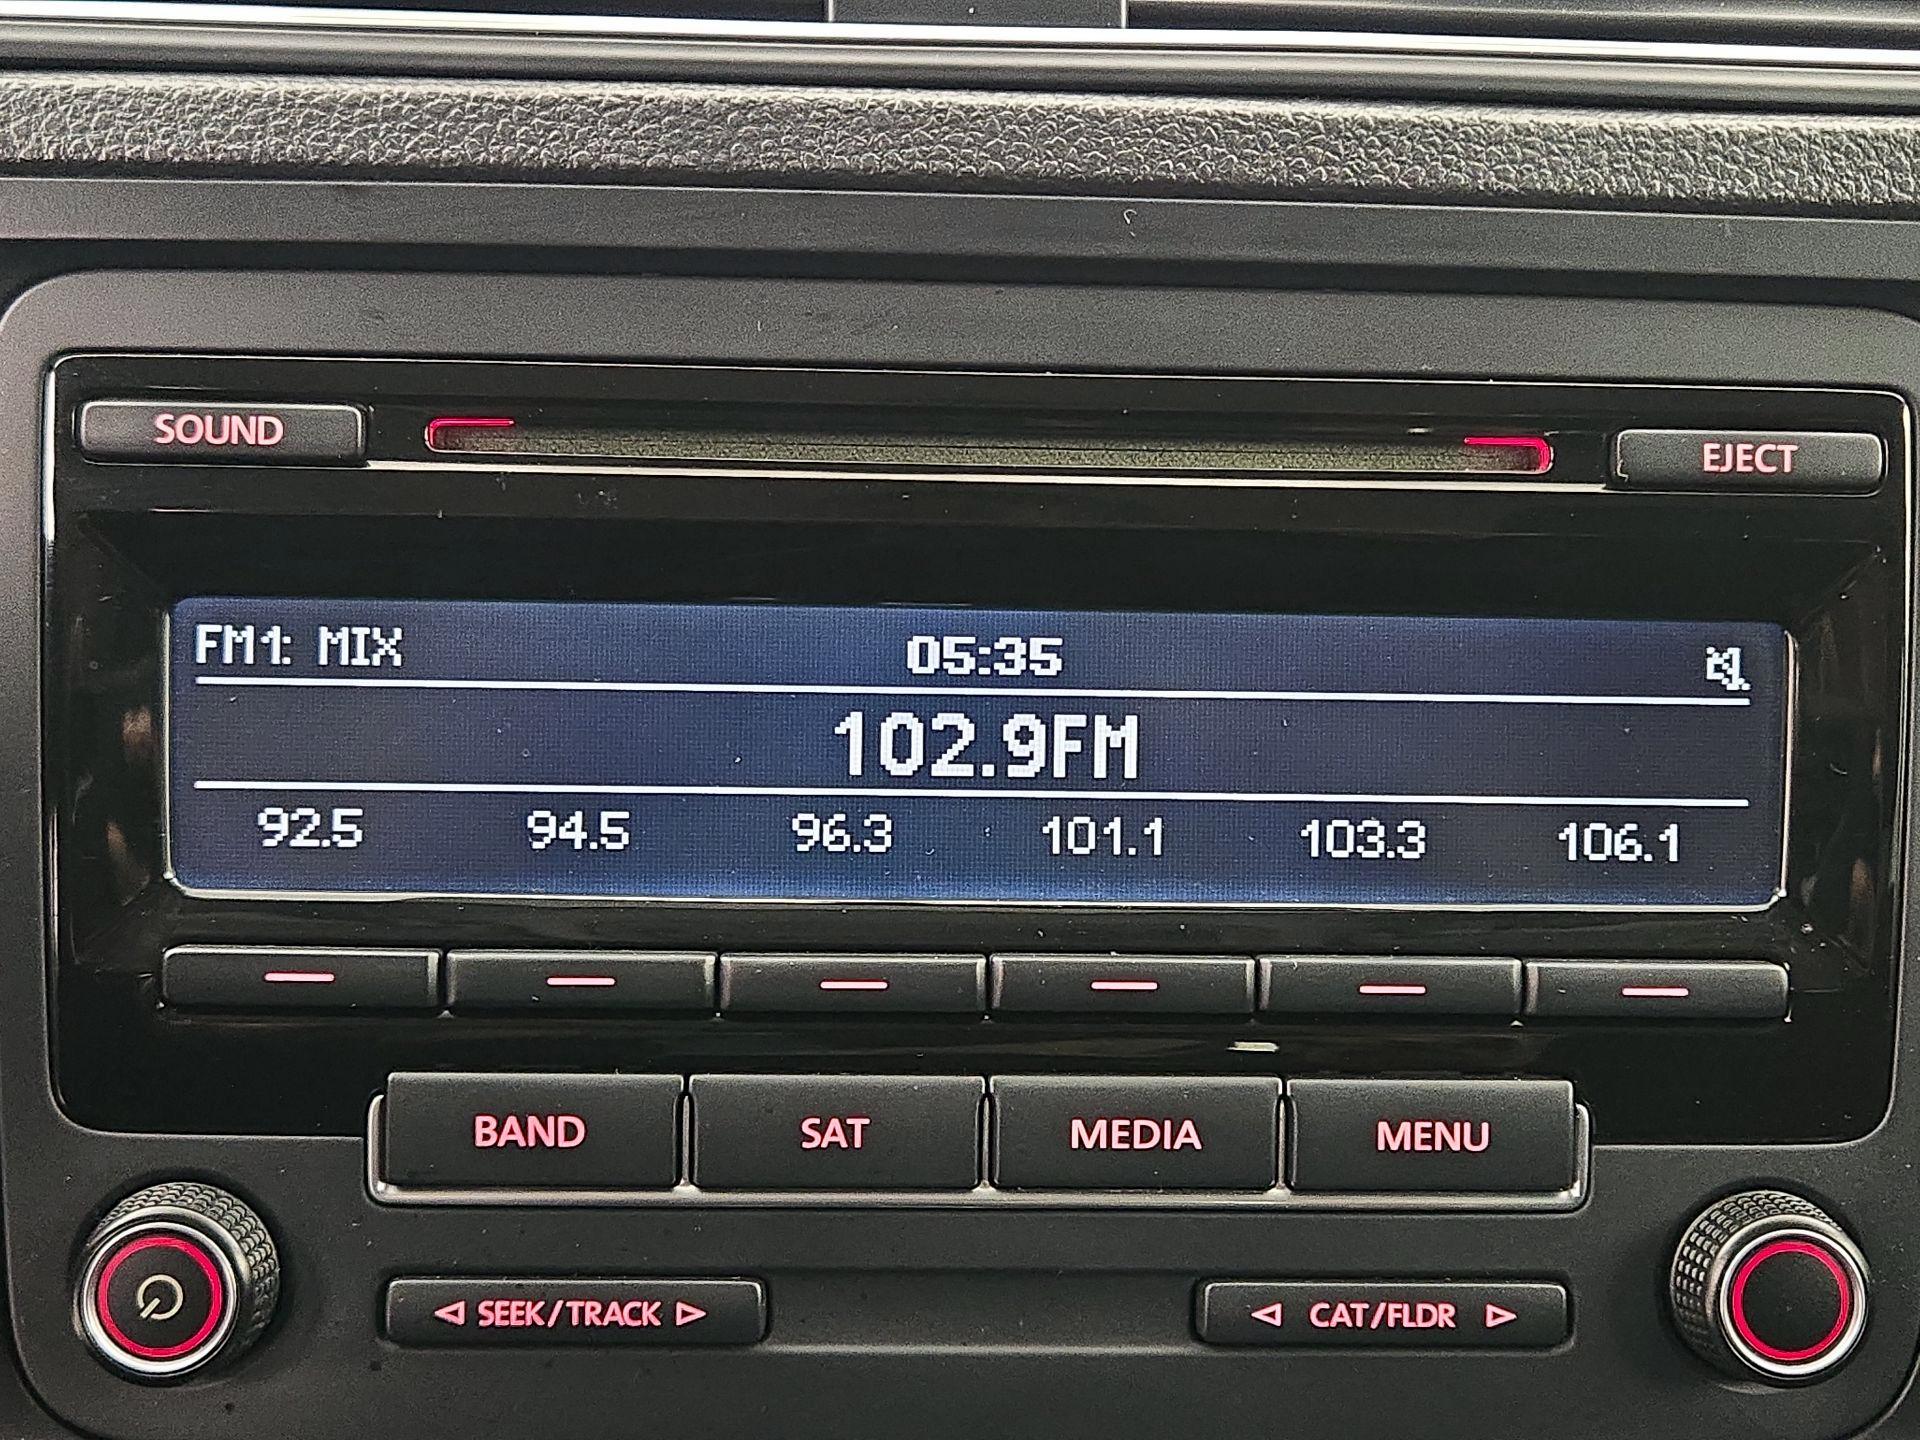 SOUND
EJECT
FM1: MIX 05:35
102.9FM
92.5 94.5 96.3 101.1 103.3 106.1
BAND SAT MEDIA MENU
SEEK/TRACK CAT/FLDR